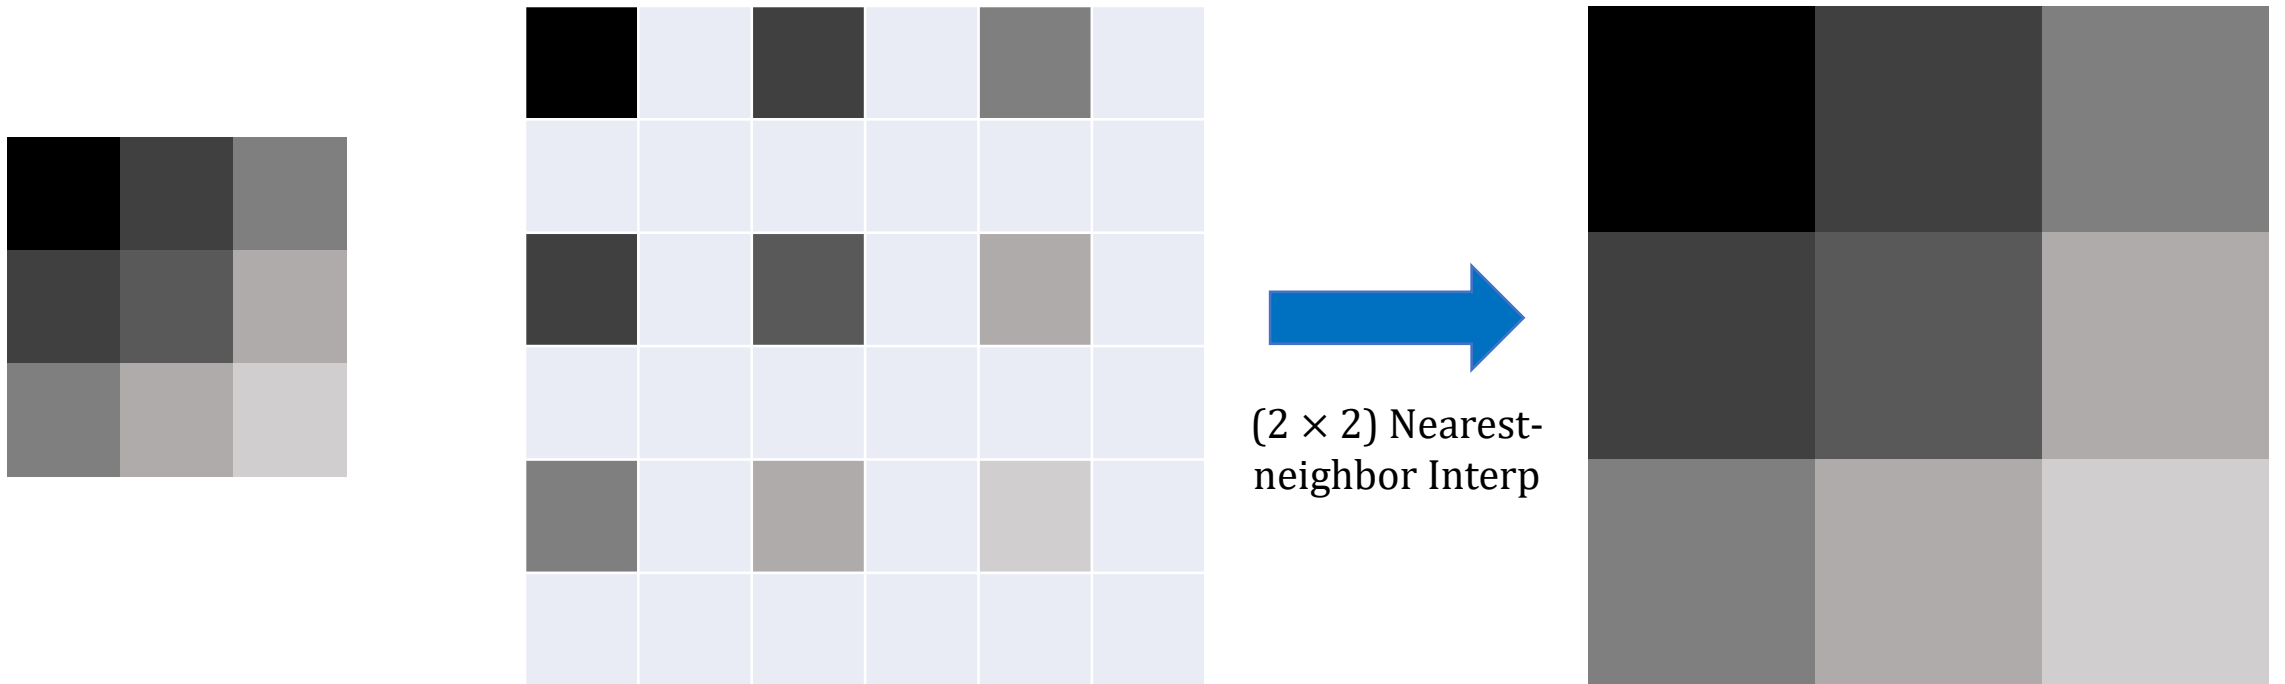 (2 × 2) Nearest-
neighbor Interp